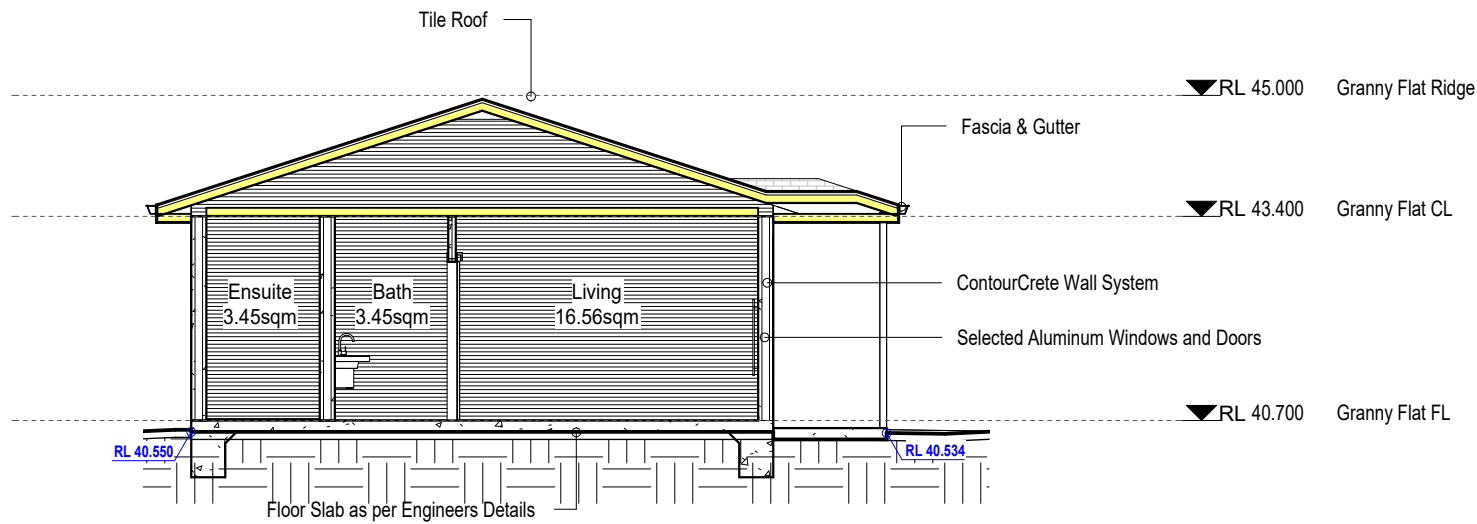 Tile Roof
RL 45.000 Granny Flat Ridge
Fascia & Gutter
RL 43.400 Granny Flat CL
Ensuite
3.45sqm
Bath
3.45sqm
Living
16.56sqm
ContourCrete Wall System
Selected Aluminum Windows and Doors
RL 40.700 Granny Flat FL
RL 40.550
RL 40.534
Floor Slab as per Engineers Details